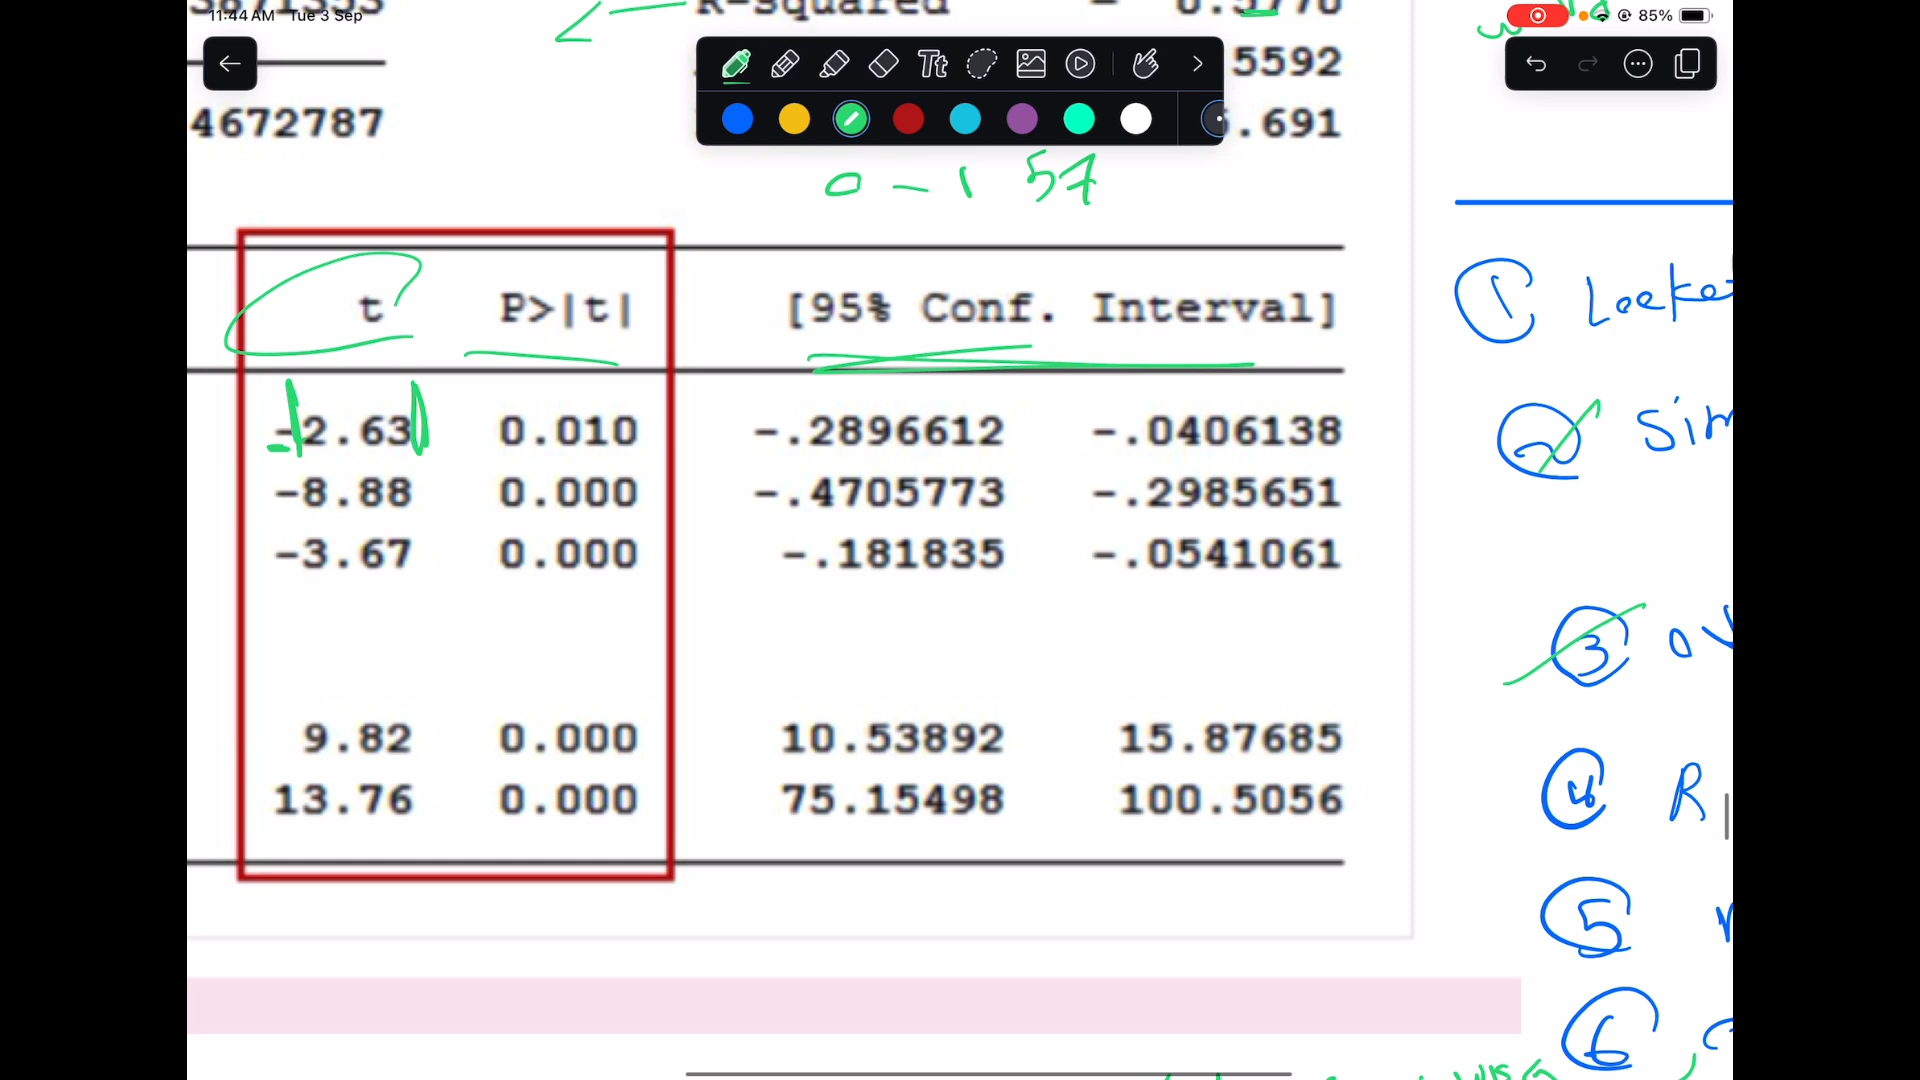 11:44 AM Tue 3 Sep 85%
R-squared
Tt
5592
4672787
.691
0 - 1 57
t P>|t| [95% Conf. Interval]
-2.63 0.010 -.2896612 -.0406138
-8.88 0.000 -.4705773 -.2985651
-3.67 0.000 -.181835 -.0541061
9.82 0.000 10.53892 15.87685
13.76 0.000 75.15498 100.5056
1 Looke
2 Sim
3 ov
4 R
5
6